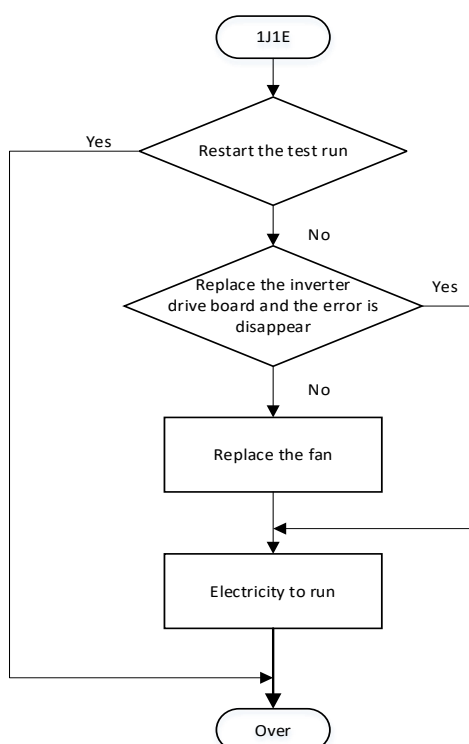 1J1E
Yes
Restart the test run
No
Replace the inverter
drive board and the error is
disappear
Yes
No
Replace the fan
Electricity to run
Over